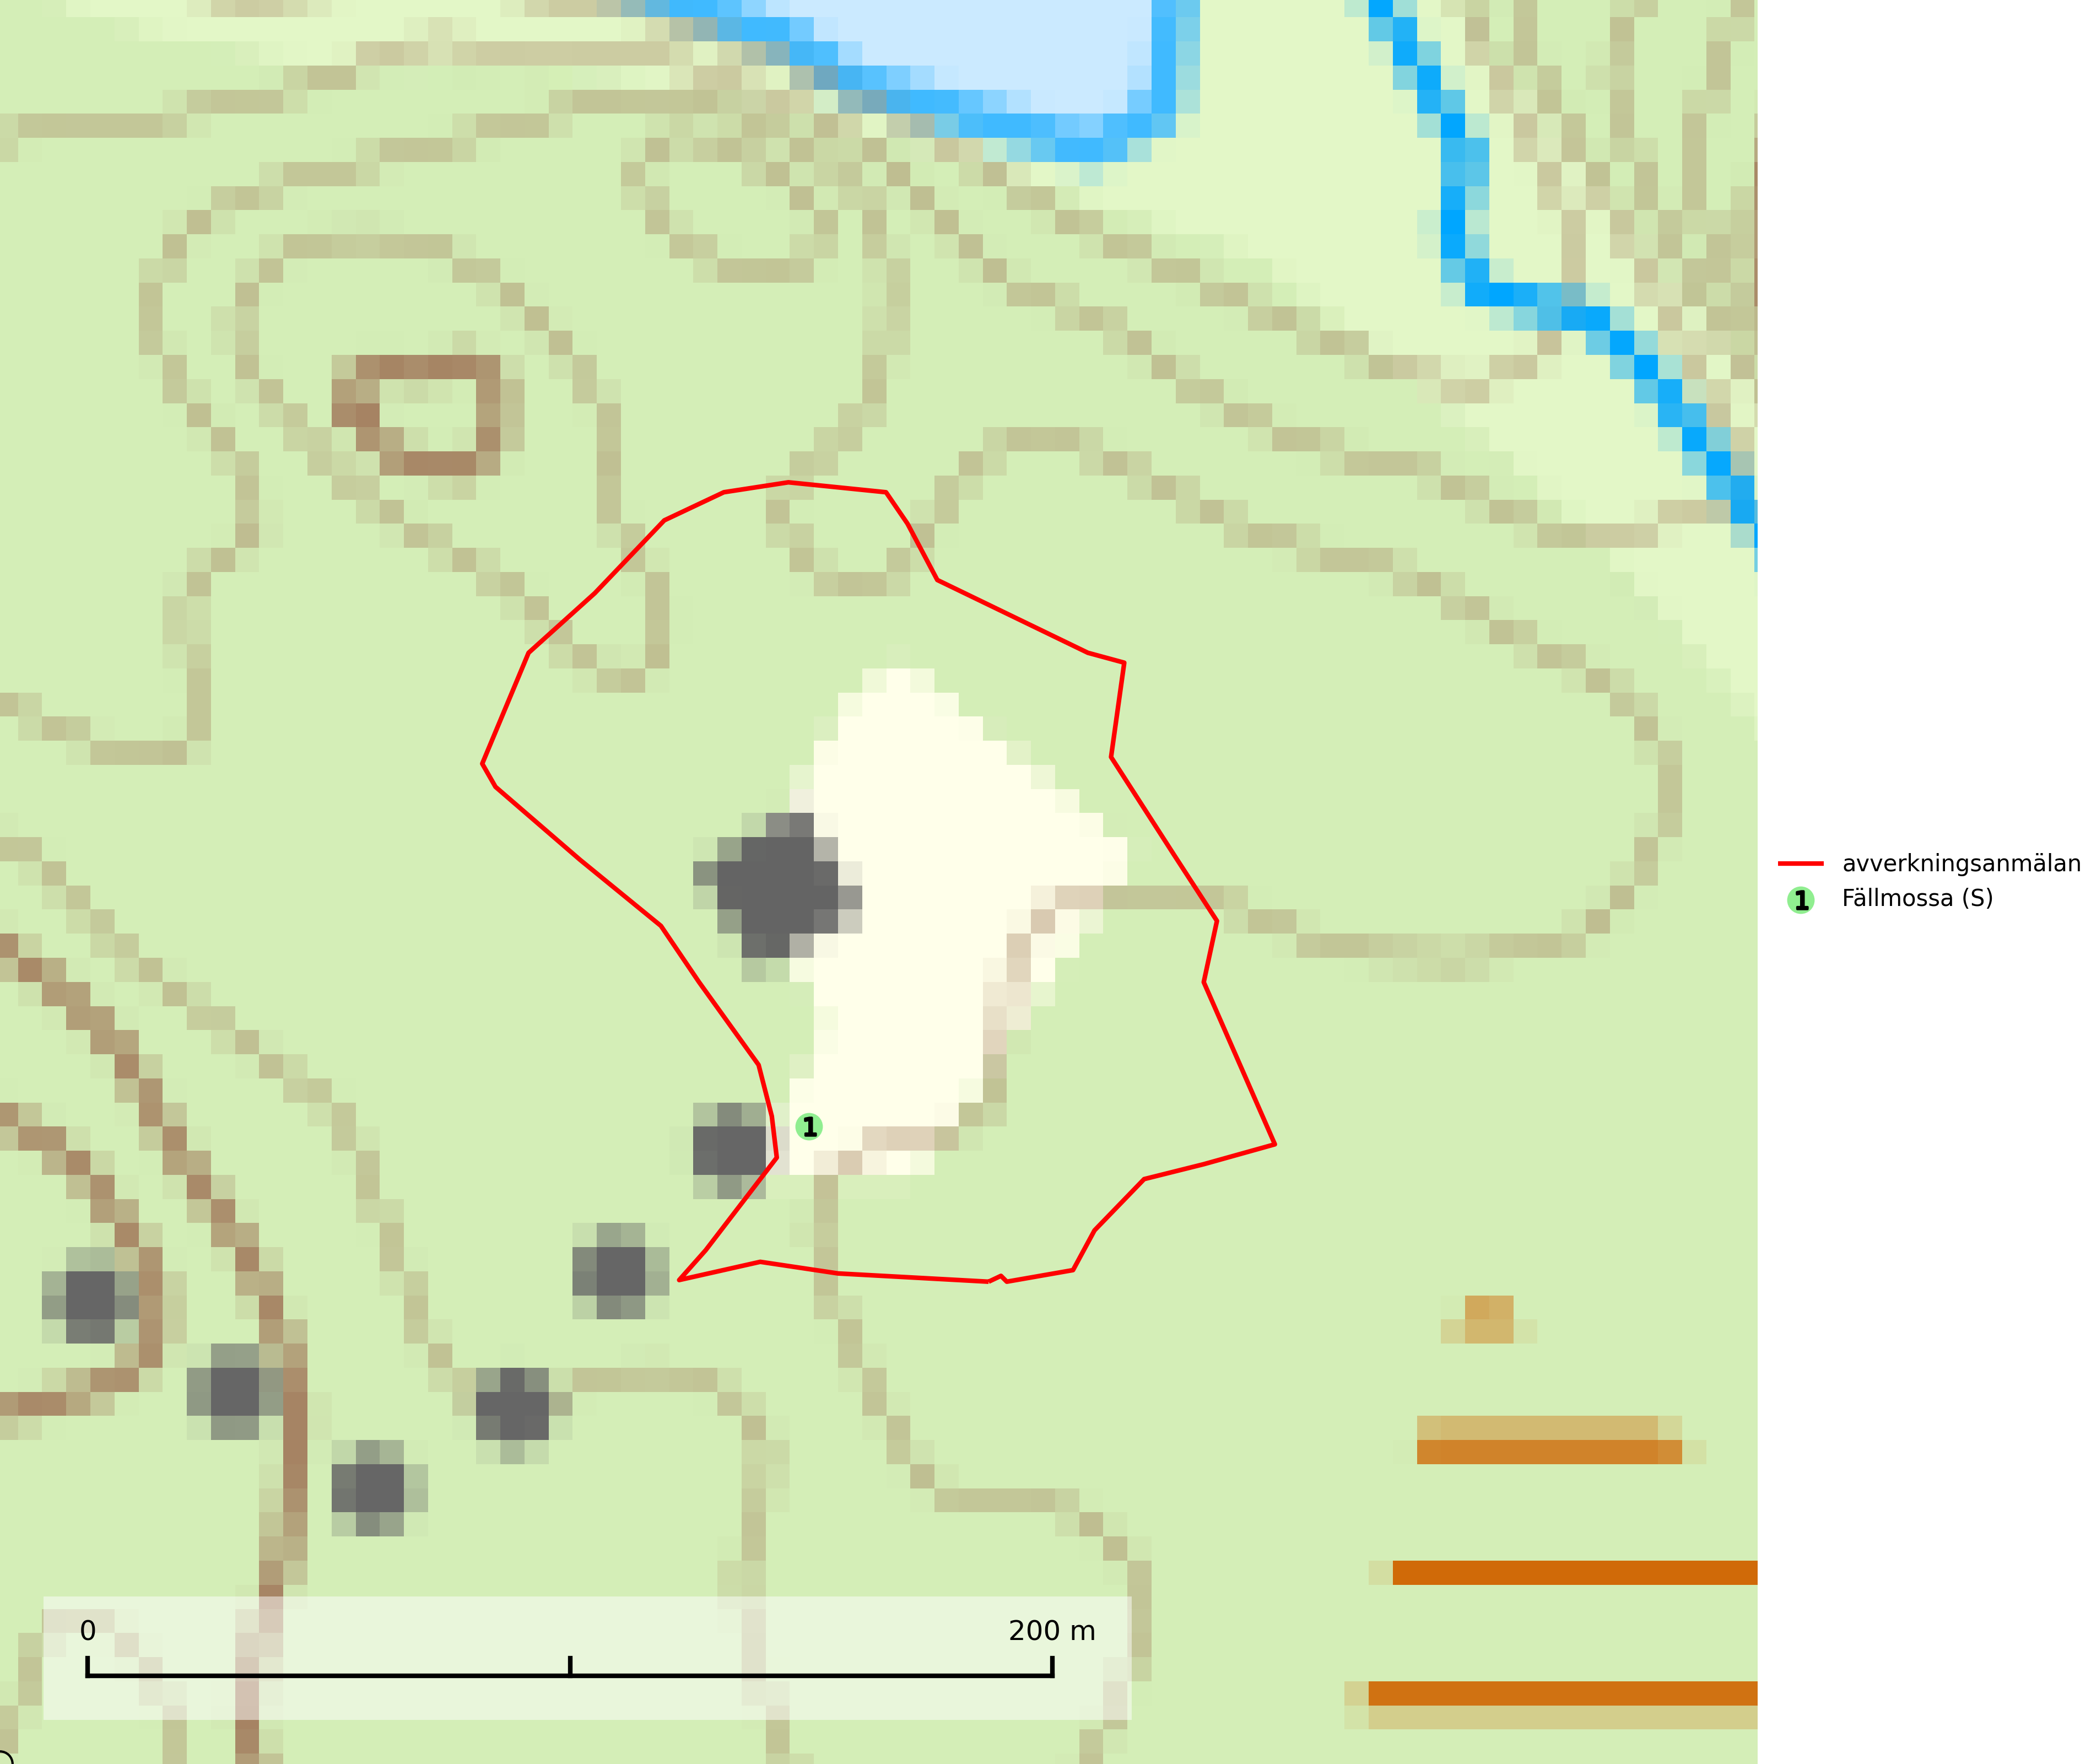 avverkningsanmälan
1 Fällmossa (S)
1
0 200 m